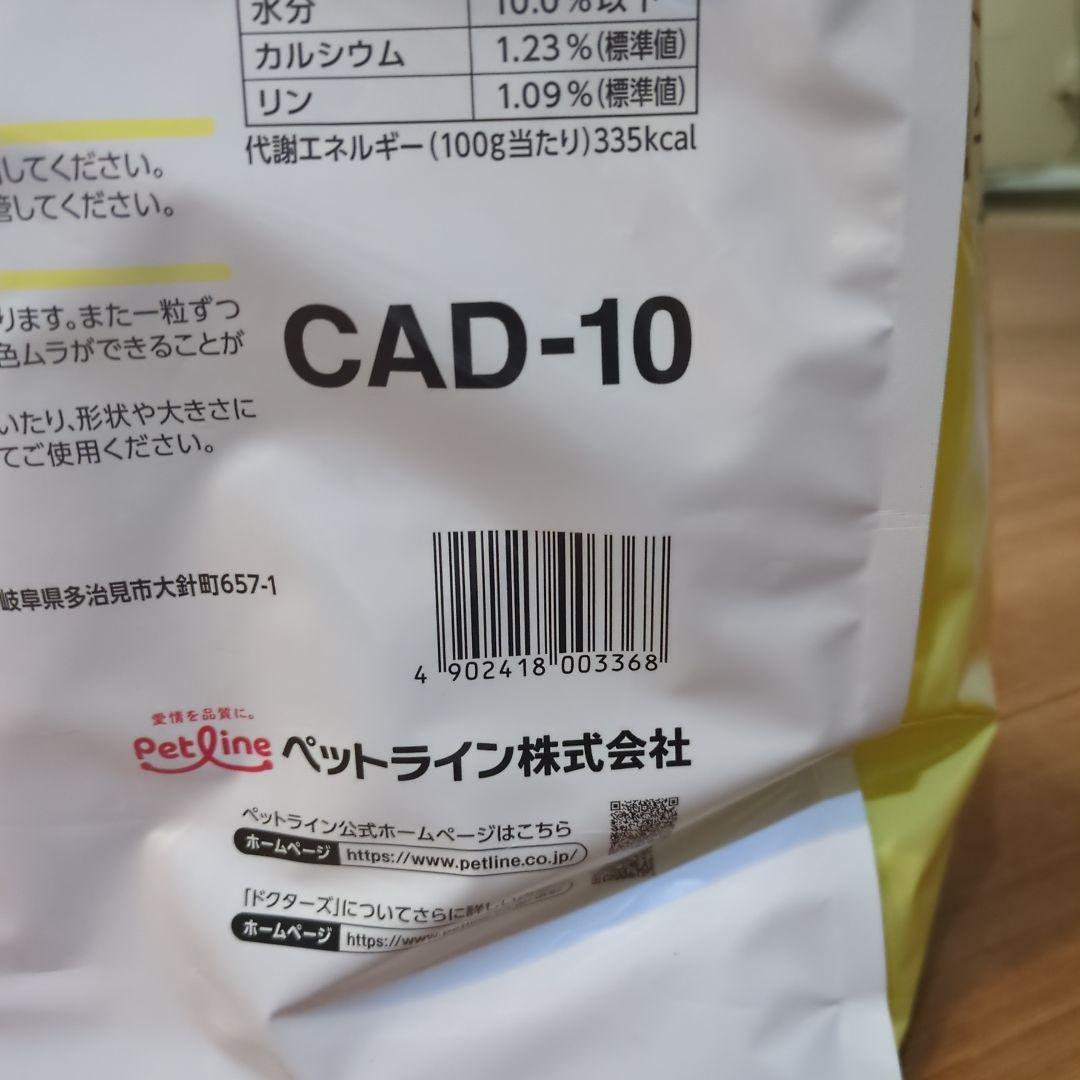 水分 10.0%以下
カルシウム 1.23%(標準値)
リン 1.09%(標準値)
代謝エネルギー(100g当たり)335kcal
してください。
管してください。
ります。また一粒ずつ
色ムラができることが
いたり、形状や大きさに
てご使用ください。
CAD-10
岐阜県多治見市大針町657-1
4 902418 003368
愛情を品質に。
Petline ペットライン株式会社
ペットライン公式ホームページはこちら
ホームページ https://www.petline.co.jp/
「ドクターズ」についてさらに詳しい
ホームページ https://www.